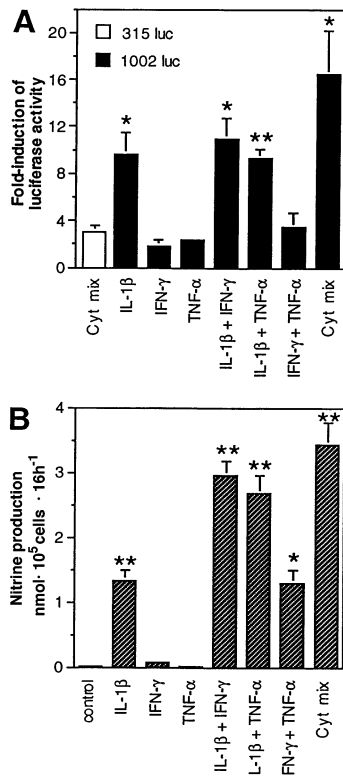 A
Fold-induction of
luciferase activity
20
16
12
8
4
0
315 luc
1002 luc
*
*
**
*
Cyt mix
IL-1β
IFN-γ
TNF-α
IL-1β + IFN-γ
IL-1β + TNF-α
IFN-γ + TNF-α
Cyt mix
B
Nitrine production
nmol· 10⁵ cells · 16h⁻¹
4
3
2
1
0
**
**
**
*
**
control
IL-1β
IFN-γ
TNF-α
IL-1β + IFN-γ
L-1β + TNF-α
FN-γ + TNF-α
Cyt mix